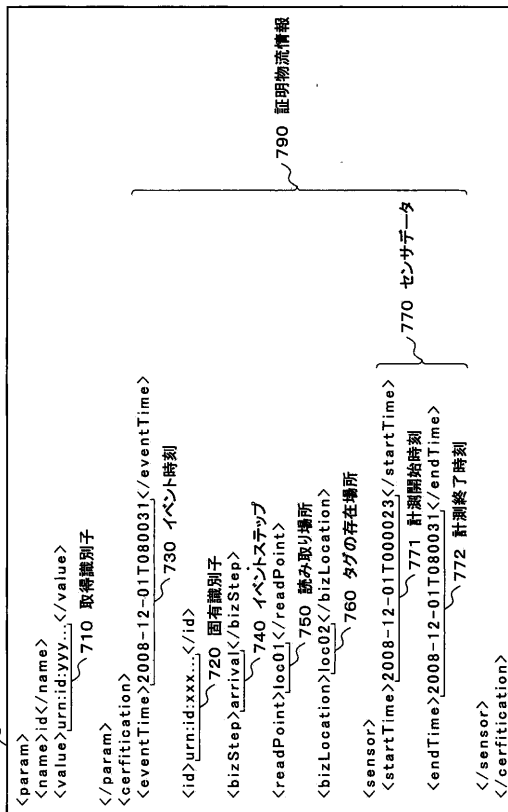 <param>
<name>id</name>
<value>urn:id:yyy...</value>
710 取得識別子
</param>
<cerfitication>
<eventTime>2008-12-01T080031</eventTime>
730 イベント時刻
<id>urn:id:xxx...</id>
720 固有識別子
<bizStep>arrival</bizStep>
740 イベントステップ
<readPoint>loc01</readPoint>
750 読み取り場所
<bizLocation>loc02</bizLocation>
760 タグの存在場所
<sensor>
<startTime>2008-12-01T000023</startTime>
771 計測開始時刻
<endTime>2008-12-01T080031</endTime>
772 計測終了時刻
</sensor>
</cerfitication>
770 センサデータ
790 証明物流情報